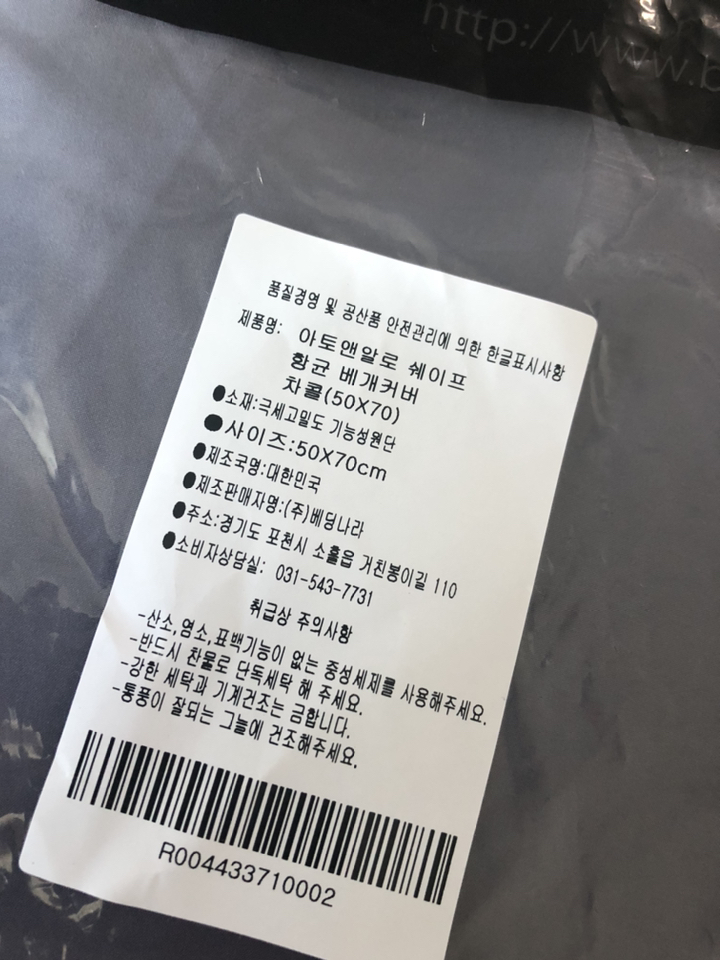 http://www.b
품질경영 및 공산품 안전관리에 의한 한글표시사항
제품명: 아토앤알로 쉐이프
항균 베개커버
차콜(50X70)
●소재:극세고밀도 기능성원단
●사이즈:50X70cm
●제조국명:대한민국
●제조판매자명:(주)베딩나라
●주소:경기도 포천시 소홀읍 거친봉이길 110
●소비자상담실: 031-543-7731
취급상 주의사항
-산소,염소,표백기능이 없는 중성세제를 사용해주세요.
-반드시 찬물로 단독세탁 해 주세요.
-강한 세탁과 기계건조는 금합니다.
-통풍이 잘되는 그늘에 건조해주세요.
R004433710002